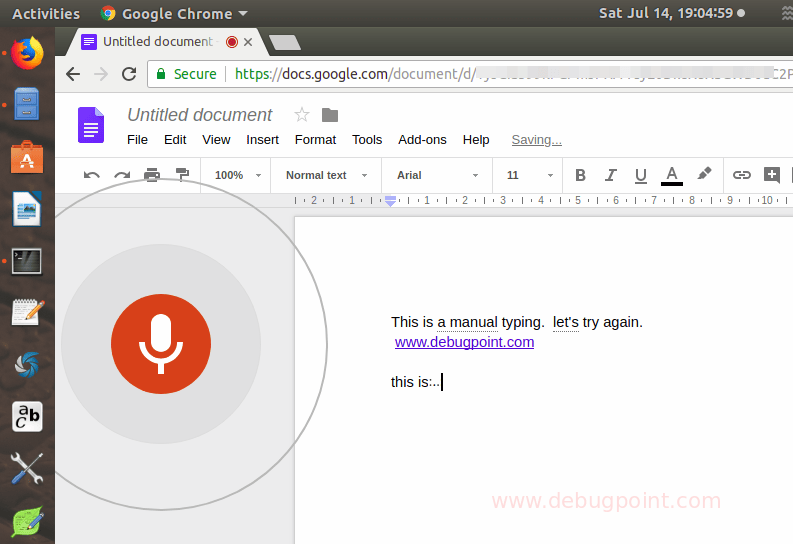 Activities Google Chrome Sat Jul 14, 19:04:59
Untitled document
Secure https://docs.google.com/document/d/
Untitled document
File Edit View Insert Format Tools Add-ons Help Saving...
100% Normal text Arial 11 B I U A
2 1 1 2 3 4 5 6 7 8 9 10
This is a manual typing. let's try again.
www.debugpoint.com
this is:..
a c b
www.debugpoint.com